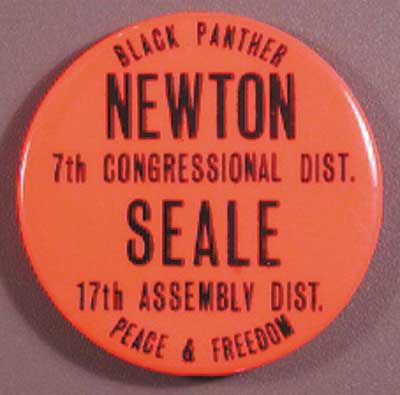 BLACK PANTHER
NEWTON
7th CONGRESSIONAL DIST.
SEALE
17th ASSEMBLY DIST.
PEACE & FREEDOM